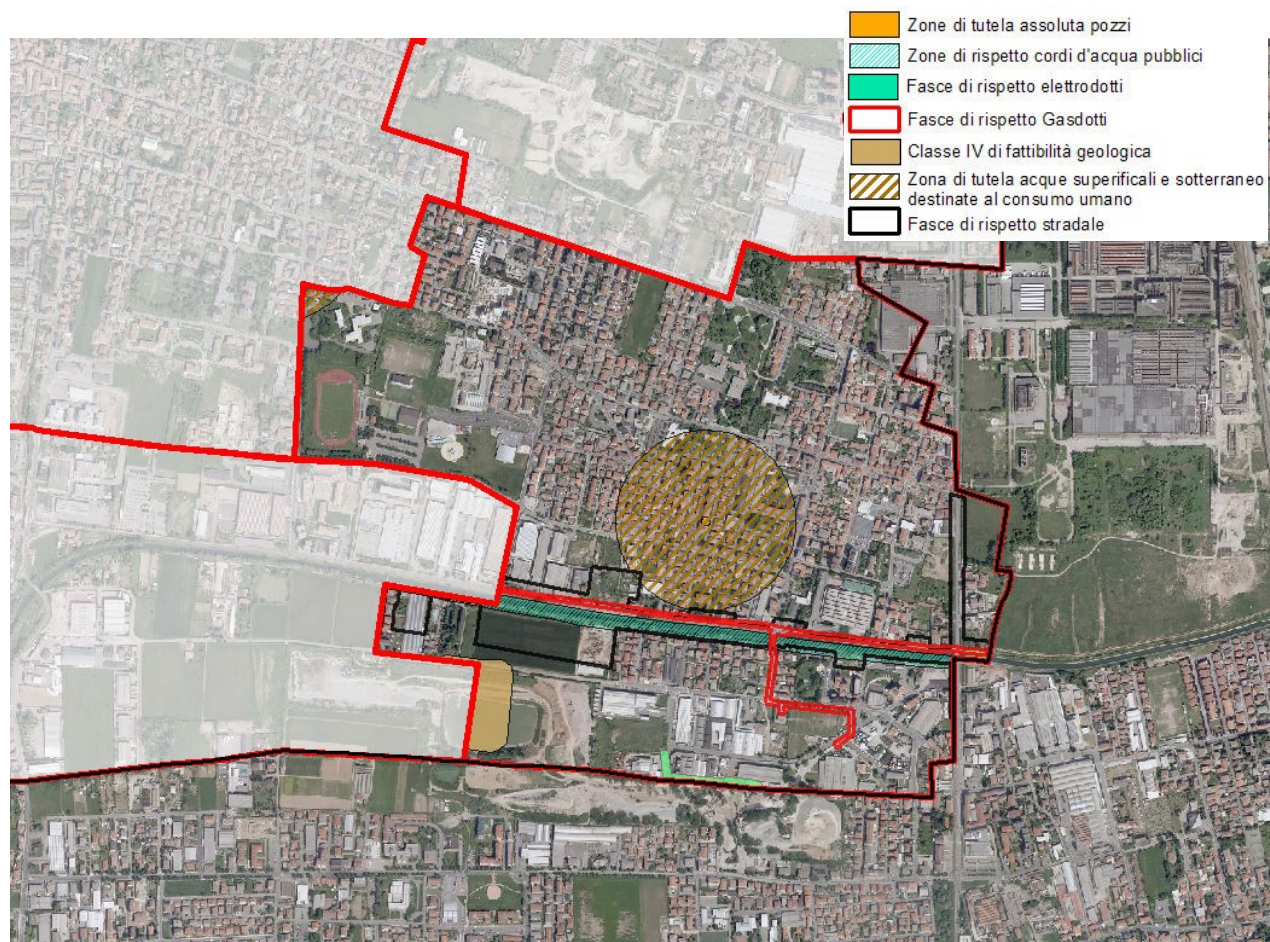 Zone di tutela assoluta pozzi
Zone di rispetto cordi d'acqua pubblici
Fasce di rispetto elettrodotti
Fasce di rispetto Gasdotti
Classe IV di fattibilità geologica
Zona di tutela acque superificali e sotterraneo
destinate al consumo umano
Fasce di rispetto stradale